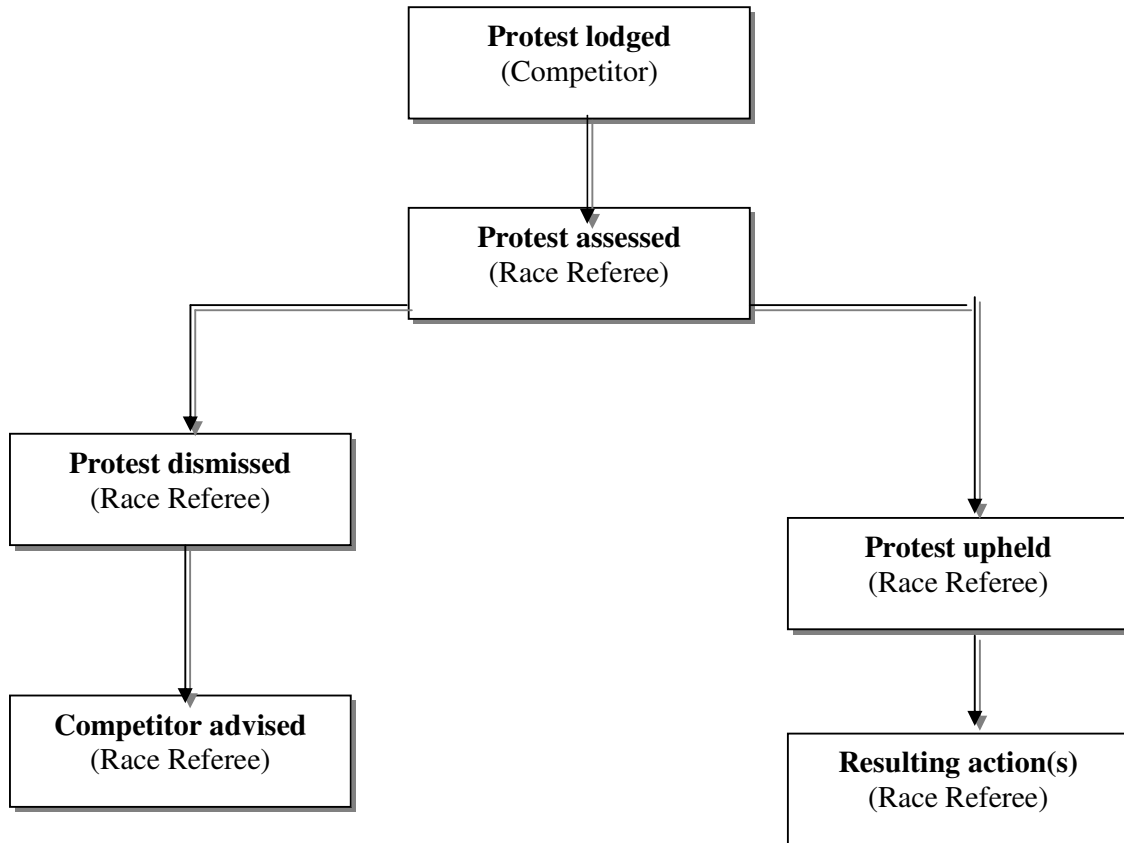 Protest lodged
(Competitor)
Protest assessed
(Race Referee)
Protest dismissed
(Race Referee)
Protest upheld
(Race Referee)
Competitor advised
(Race Referee)
Resulting action(s)
(Race Referee)